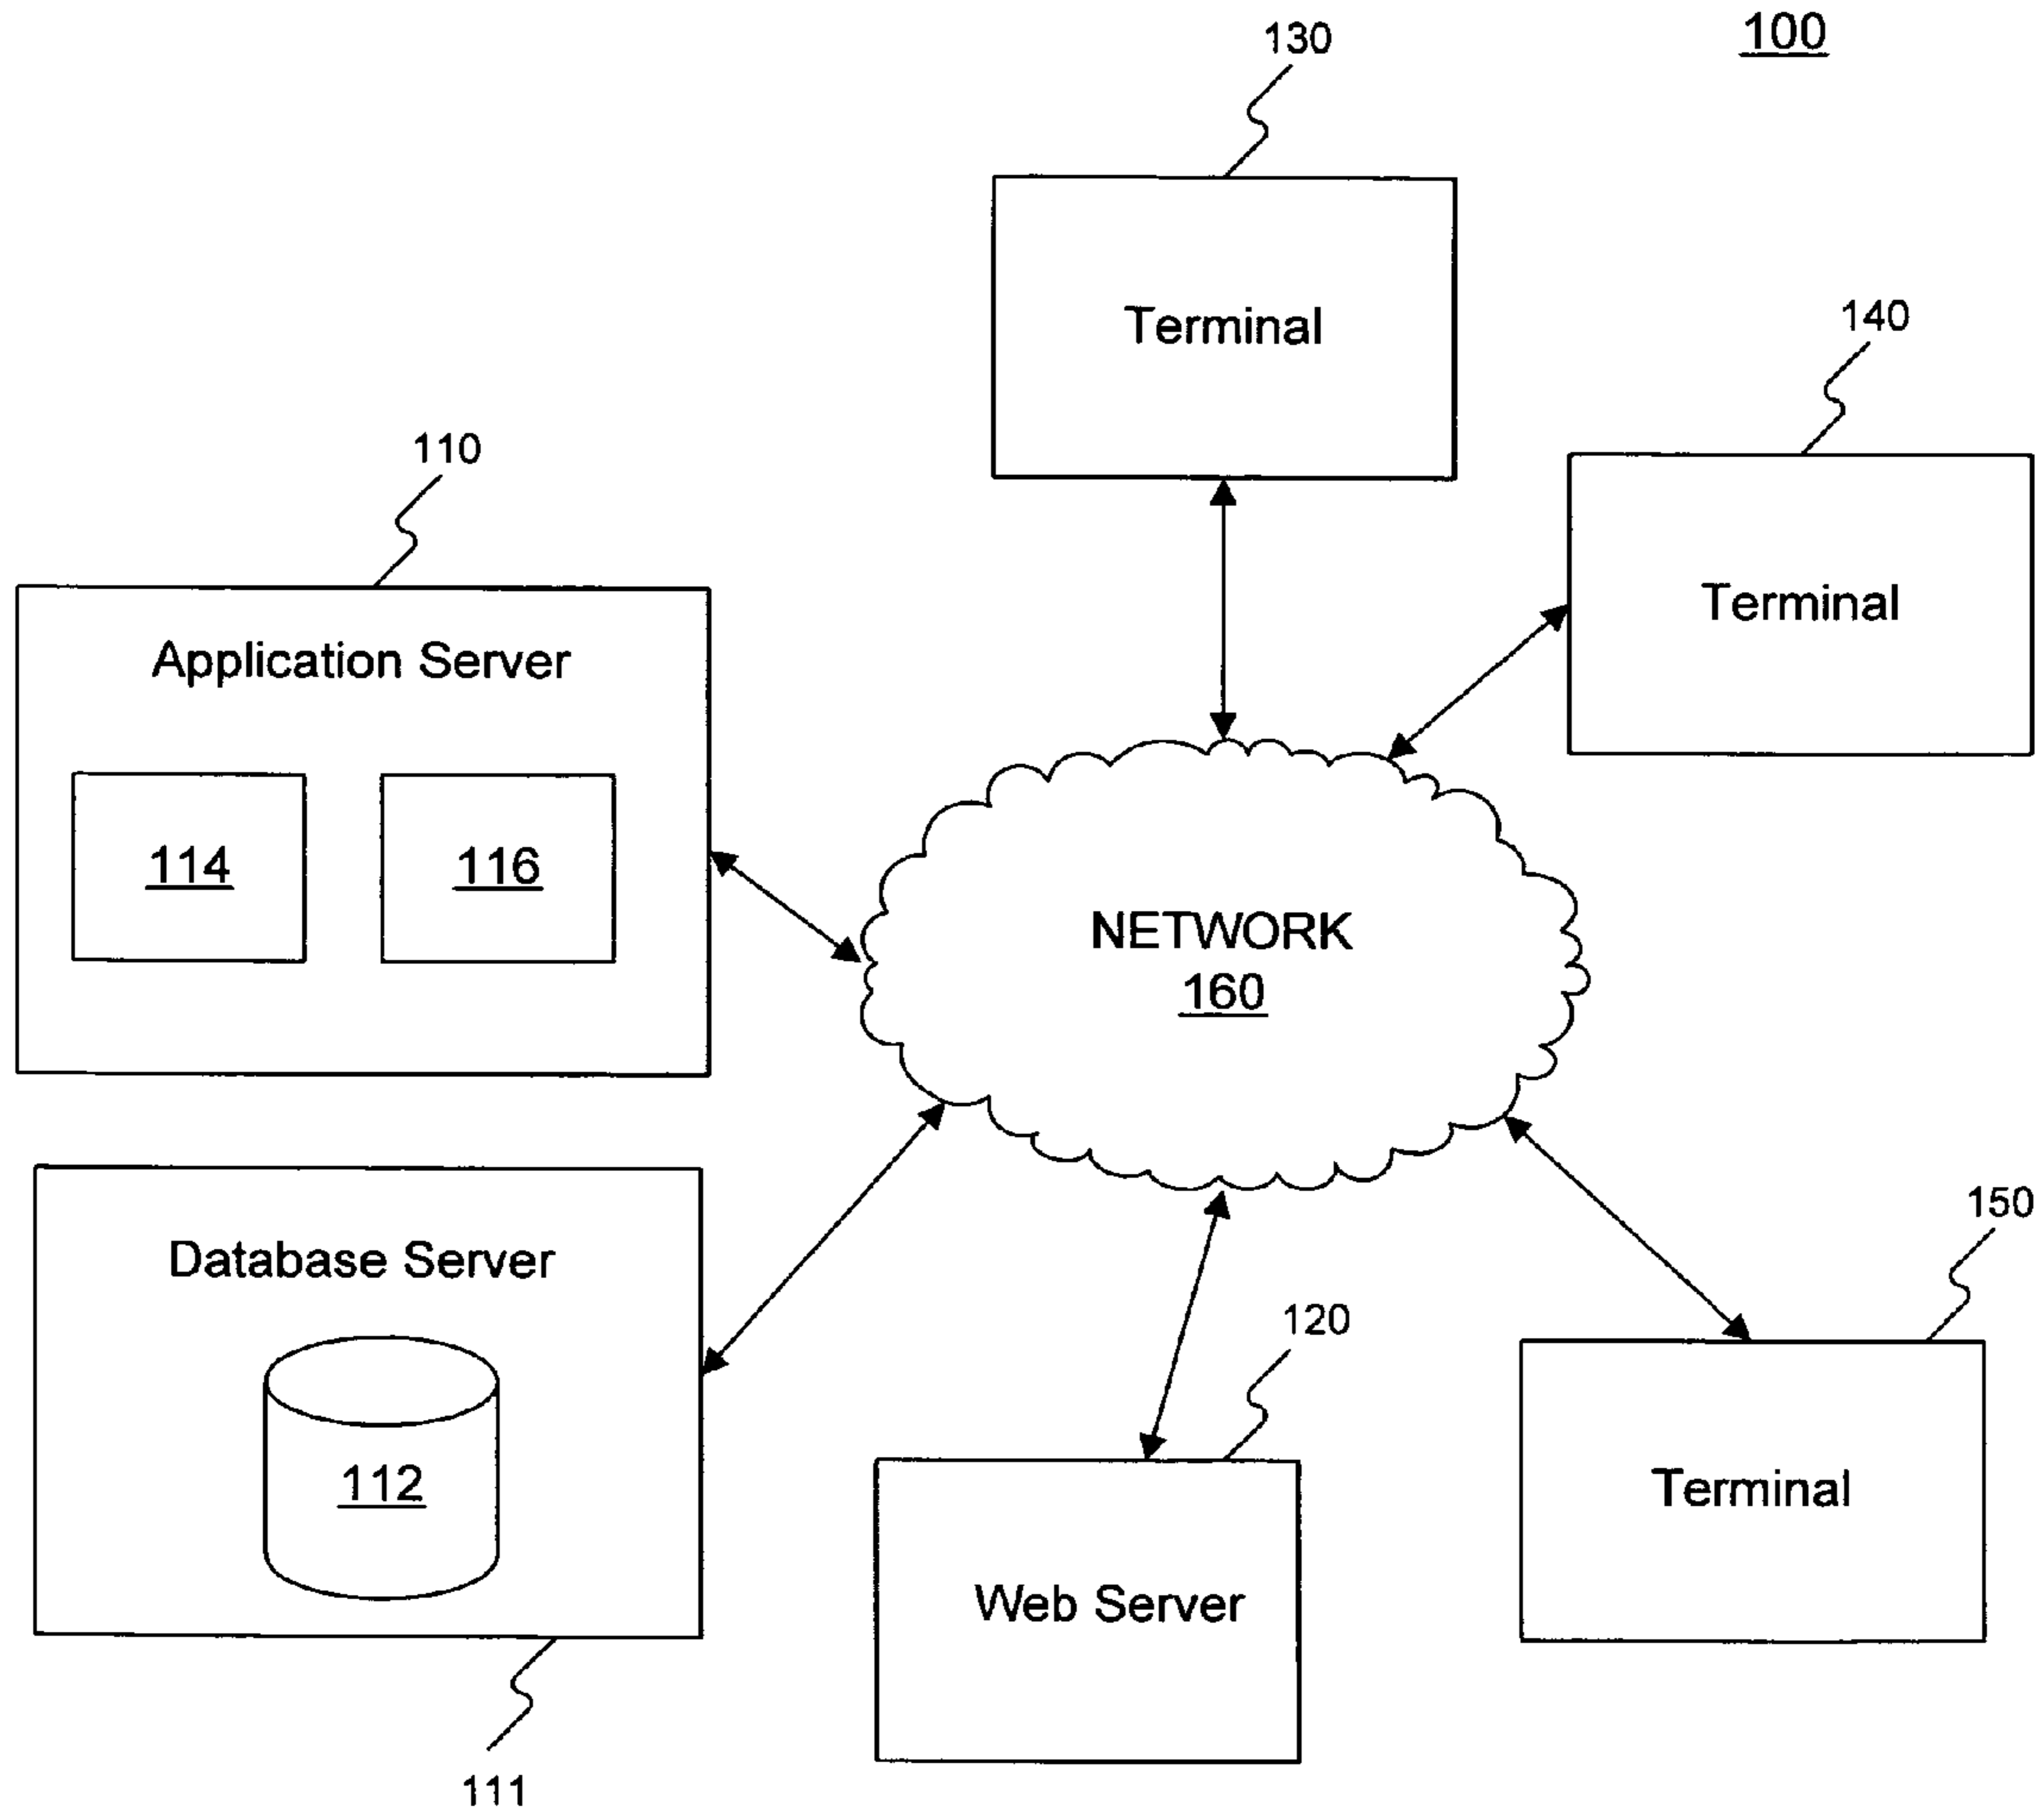 100
130
Terminal
140
Terminal
110
Application Server
114
116
NETWORK
160
Database Server
112
111
120
Web Server
150
Terminal